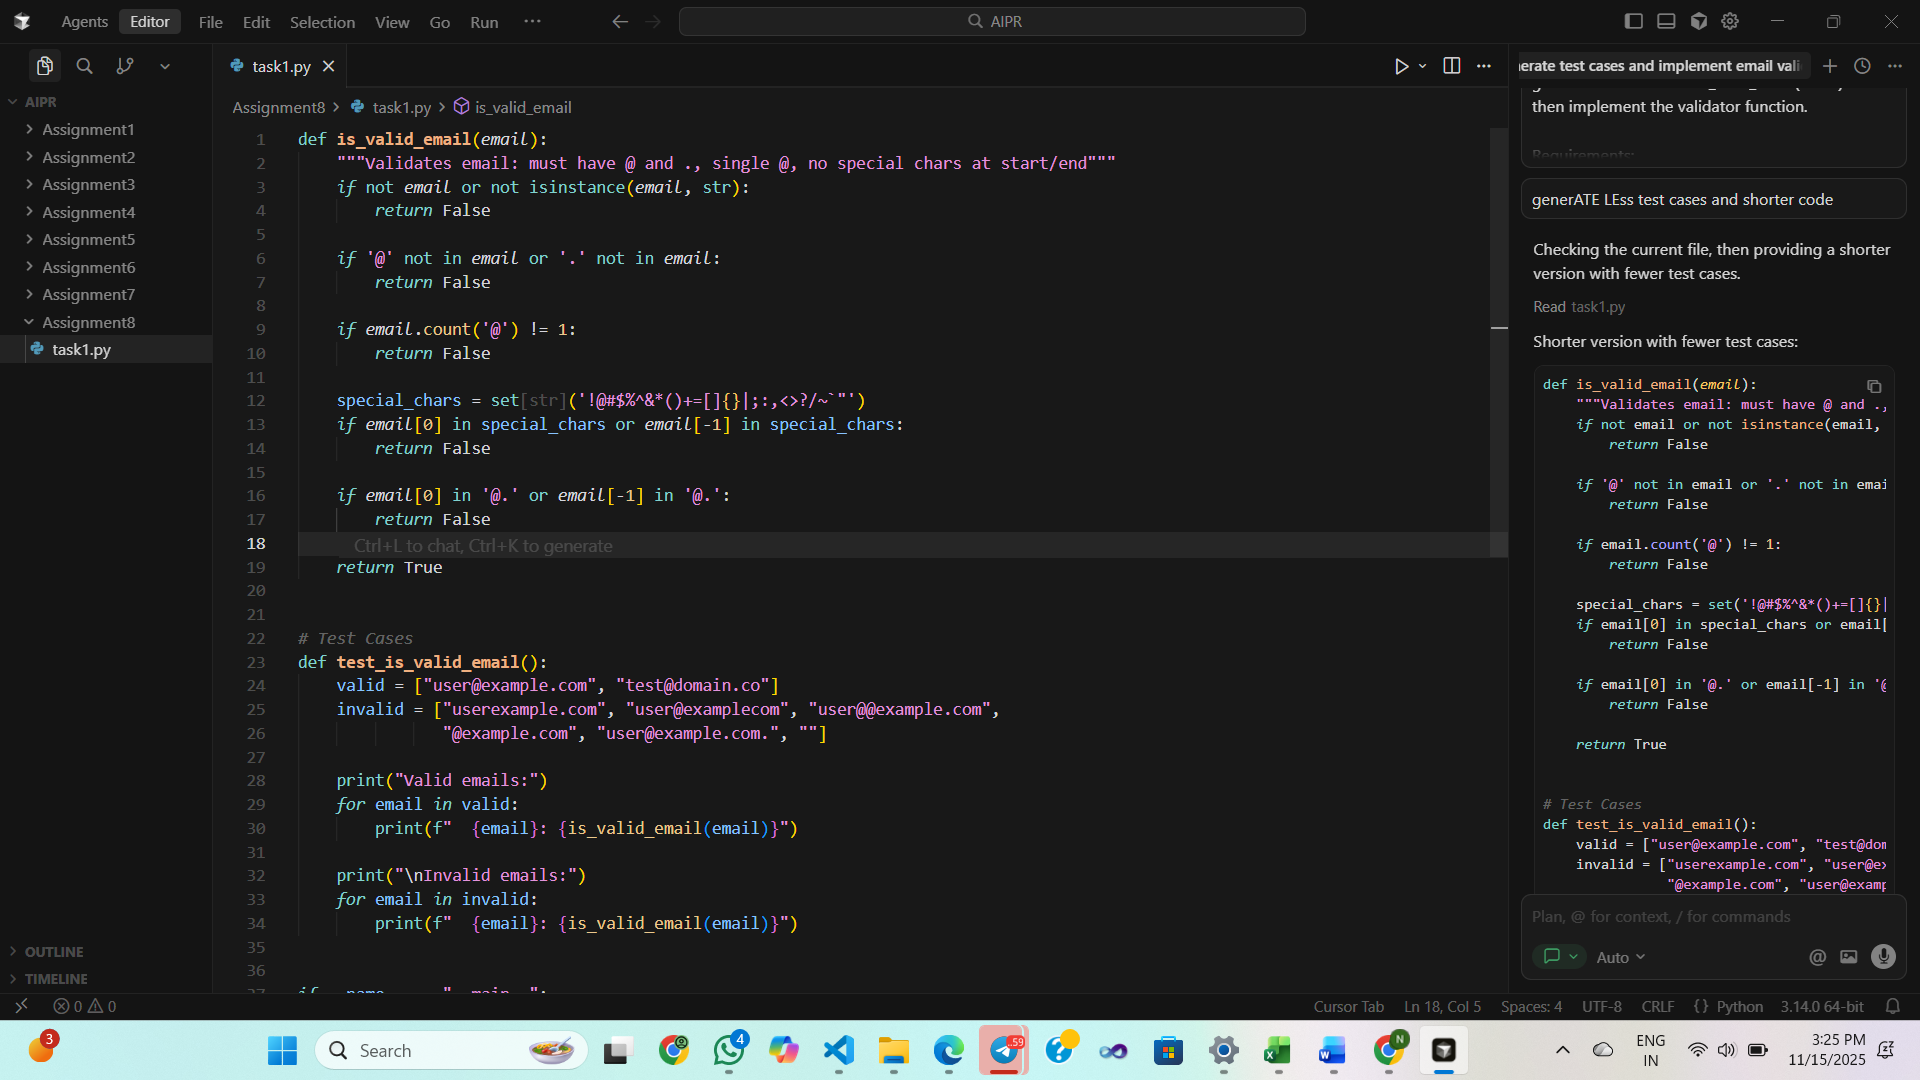 Agents Editor File Edit Selection View Go Run ··· AIPR
task1.py
AIPR
Assignment1
Assignment2
Assignment3
Assignment4
Assignment5
Assignment6
Assignment7
Assignment8
task1.py
OUTLINE
TIMELINE
Assignment8 > task1.py > is_valid_email
1 def is_valid_email(email):
2 """Validates email: must have @ and ., single @, no special chars at start/end"""
3 if not email or not isinstance(email, str):
4 return False
5
6 if '@' not in email or '.' not in email:
7 return False
8
9 if email.count('@') != 1:
10 return False
11
12 special_chars = set[str]('!@#$%^&*()+=[]{}|;:,<>?/~`"')
13 if email[0] in special_chars or email[-1] in special_chars:
14 return False
15
16 if email[0] in '@.' or email[-1] in '@.':
17 return False
18 Ctrl+L to chat, Ctrl+K to generate
19 return True
20
21
22 # Test Cases
23 def test_is_valid_email():
24 valid = ["user@example.com", "test@domain.co"]
25 invalid = ["userexample.com", "user@examplecom", "user@@example.com",
26 "@example.com", "user@example.com.", ""]
27
28 print("Valid emails:")
29 for email in valid:
30 print(f"  {email}: {is_valid_email(email)}")
31
32 print("\nInvalid emails:")
33 for email in invalid:
34 print(f"  {email}: {is_valid_email(email)}")
35
36
erate test cases and implement email vali
then implement the validator function.
Requirements:
generATE LEss test cases and shorter code
Checking the current file, then providing a shorter
version with fewer test cases.
Read task1.py
Shorter version with fewer test cases:
def is_valid_email(email):
"""Validates email: must have @ and .,
if not email or not isinstance(email,
return False
if '@' not in email or '.' not in emai
return False
if email.count('@') != 1:
return False
special_chars = set('!@#$%^&*()+=[]{}|
if email[0] in special_chars or email[
return False
if email[0] in '@.' or email[-1] in '@
return False
return True
# Test Cases
def test_is_valid_email():
valid = ["user@example.com", "test@dom
invalid = ["userexample.com", "user@ex
"@example.com", "user@examp
Plan, @ for context, / for commands
Auto
0 0 Cursor Tab Ln 18, Col 5 Spaces: 4 UTF-8 CRLF {} Python 3.14.0 64-bit
3 Search 4 .59 N ENG IN 3:25 PM
11/15/2025